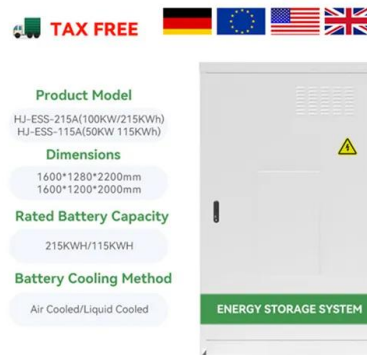 TAX FREE
Product Model
HJ-ESS-215A(100KW/215KWh)
HJ-ESS-115A(50KW 115KWh)
Dimensions
1600*1280*2200mm
1600*1200*2000mm
Rated Battery Capacity
215KWH/115KWH
Battery Cooling Method
Air Cooled/Liquid Cooled
ENERGY STORAGE SYSTEM